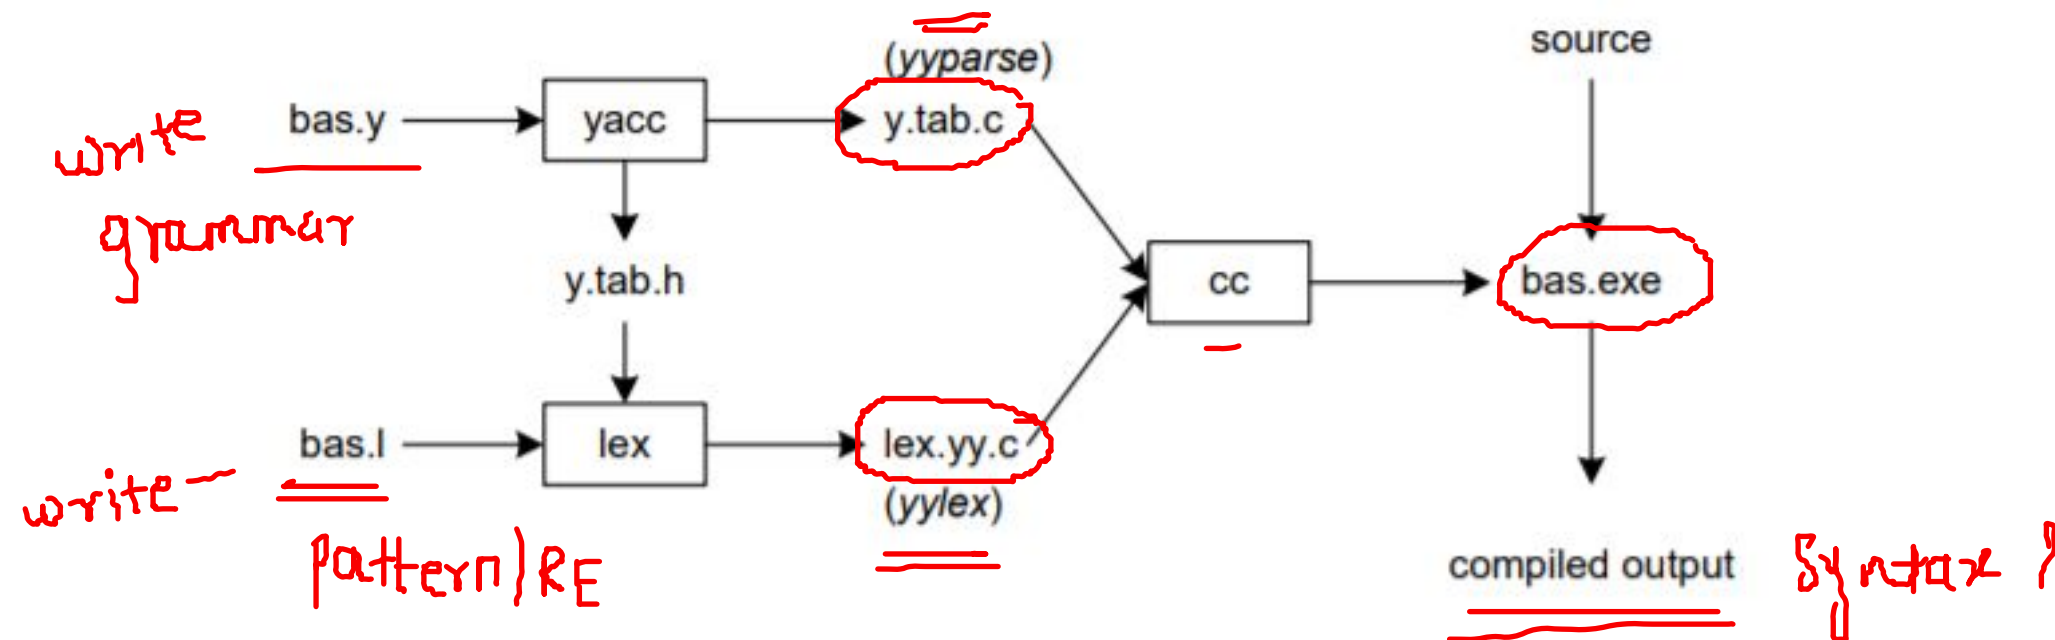 (yyparse)
source
write
bas.y
yacc
y.tab.c
grammar
y.tab.h
cc
bas.exe
bas.l
lex
lex.yy.c
write
(yylex)
pattern) RE
compiled output
Syntax